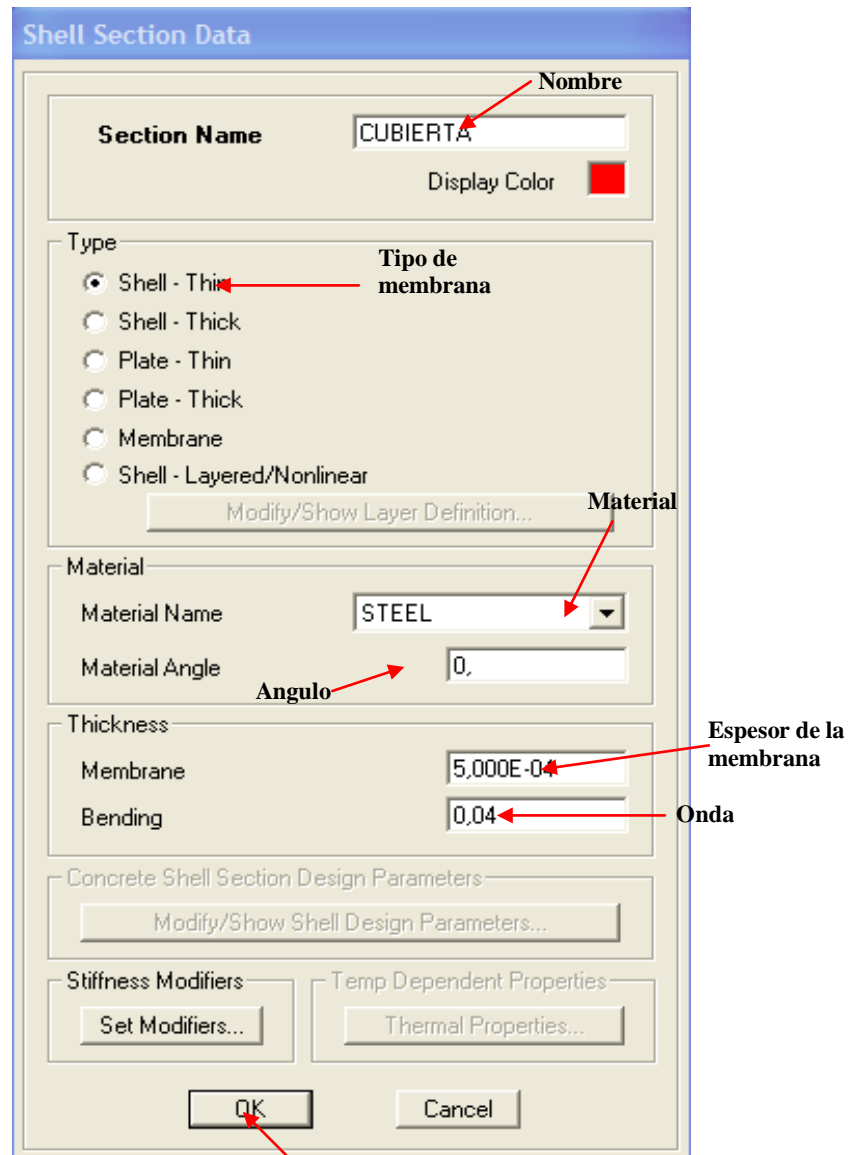 Shell Section Data
Nombre
Section Name CUBIERTA
Display Color
Type
Tipo de
membrana
Shell - Thin
Shell - Thick
Plate - Thin
Plate - Thick
Membrane
Shell - Layered/Nonlinear
Modify/Show Layer Definition...
Material
Material
Material Name STEEL
Material Angle 0,
Angulo
Thickness
Espesor de la
membrana
Membrane 5,000E-04
Bending 0,04
Onda
Concrete Shell Section Design Parameters
Modify/Show Shell Design Parameters...
Stiffness Modifiers Temp Dependent Properties
Set Modifiers... Thermal Properties...
OK Cancel